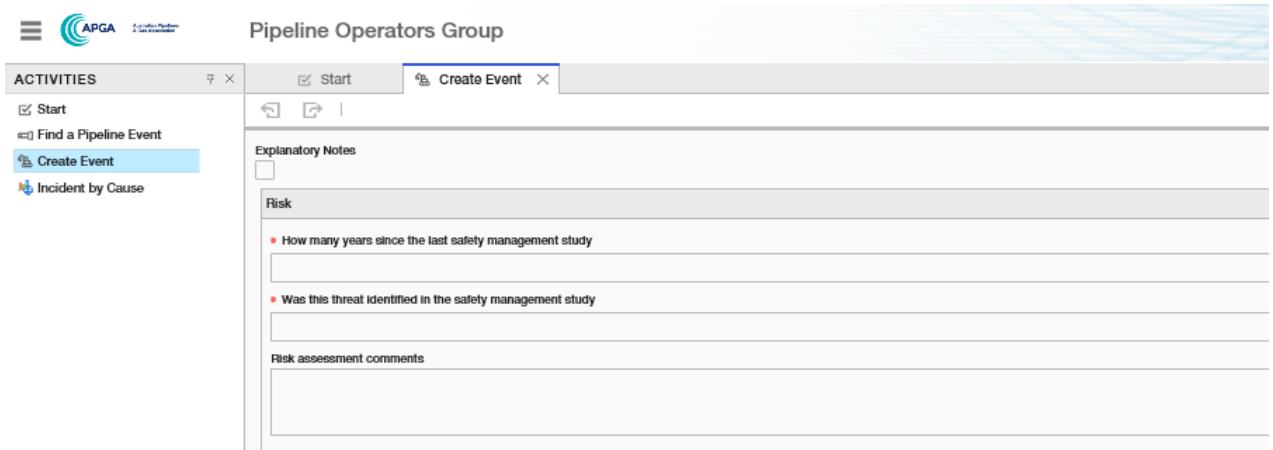 APGA
Pipeline Operators Group
ACTIVITIES
Start
Create Event
Start
Find a Pipeline Event
Create Event
Incident by Cause
Explanatory Notes
Risk
How many years since the last safety management study
Was this threat identified in the safety management study
Risk assessment comments